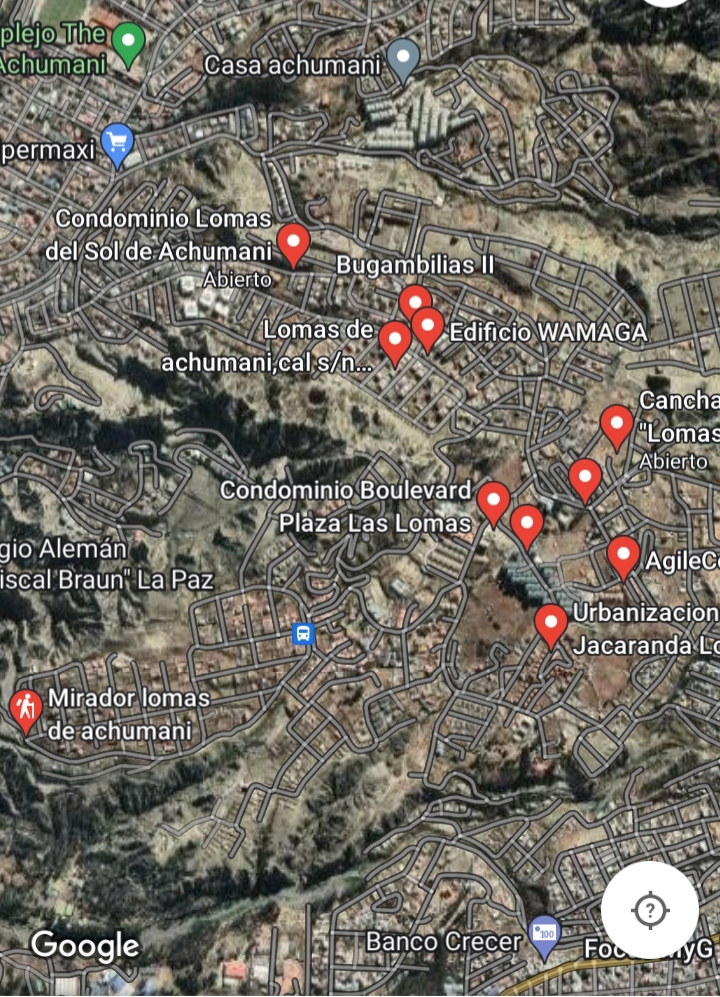 plejo The
Achumani
Casa achumani
permaxi
Condominio Lomas
del Sol de Achumani
Abierto
Bugambilias II
Lomas de
achumani,cal s/n...
Edificio WAMAGA
Cancha
"Lomas
Abierto
Condominio Boulevard
Plaza Las Lomas
gio Alemán
iscal Braun" La Paz
AgileCo
Urbanizacion
Jacaranda Lo
Mirador lomas
de achumani
Banco Crecer
100
?
Google